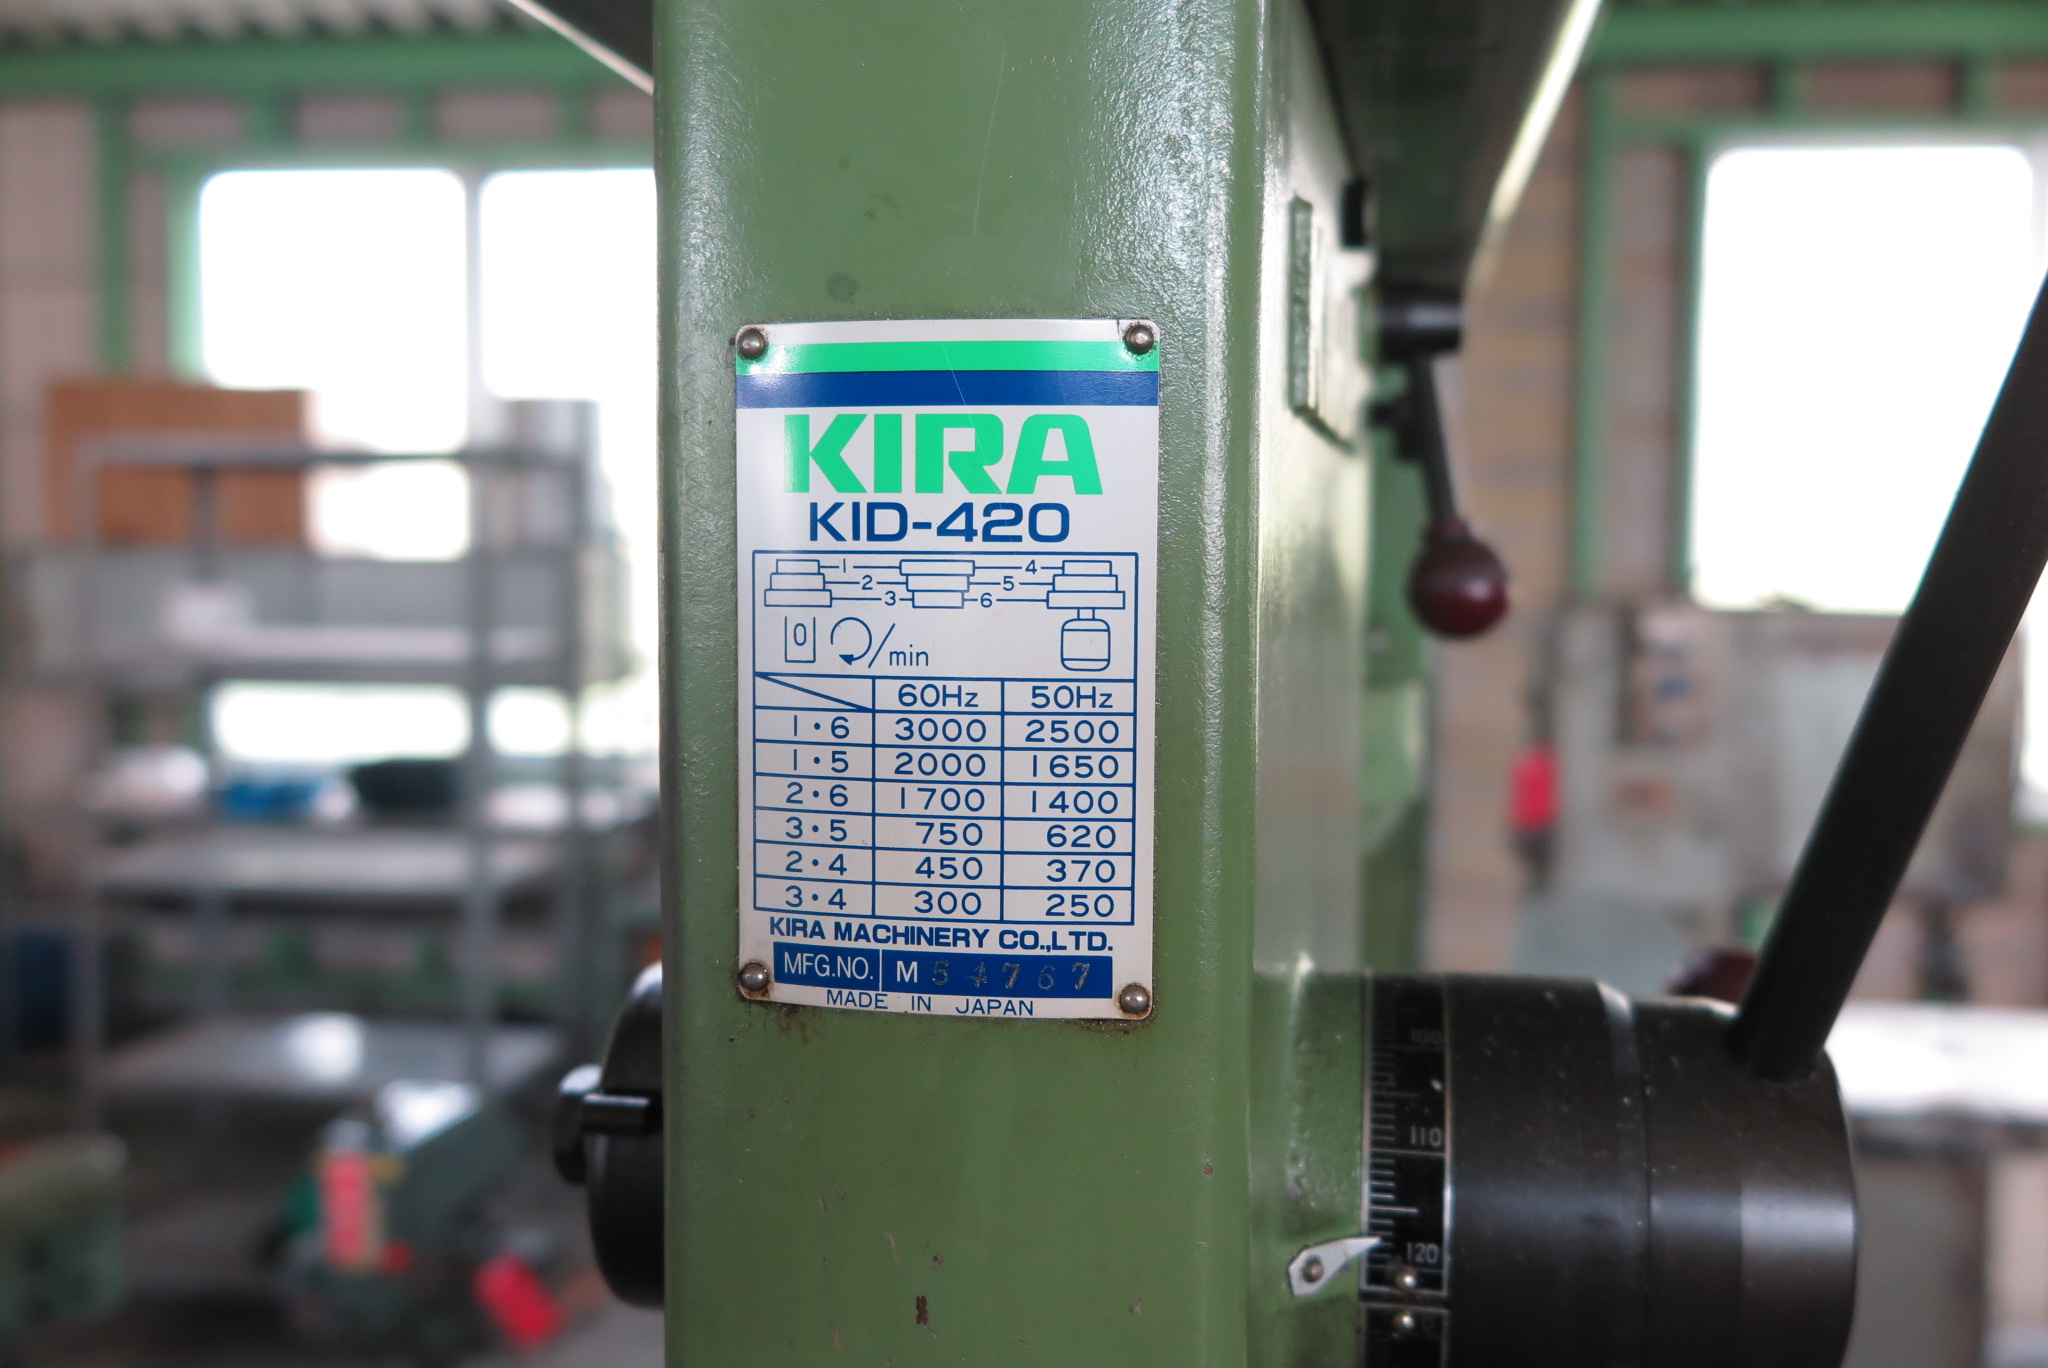 KIRA
KID-420
1 4
2 5
3 6
0 /min
60Hz 50Hz
1·6 3000 2500
1·5 2000 1650
2·6 1700 1400
3·5 750 620
2·4 450 370
3·4 300 250
KIRA MACHINERY CO.,LTD.
MFG.NO. M 54767
MADE IN JAPAN
100
110
120
0